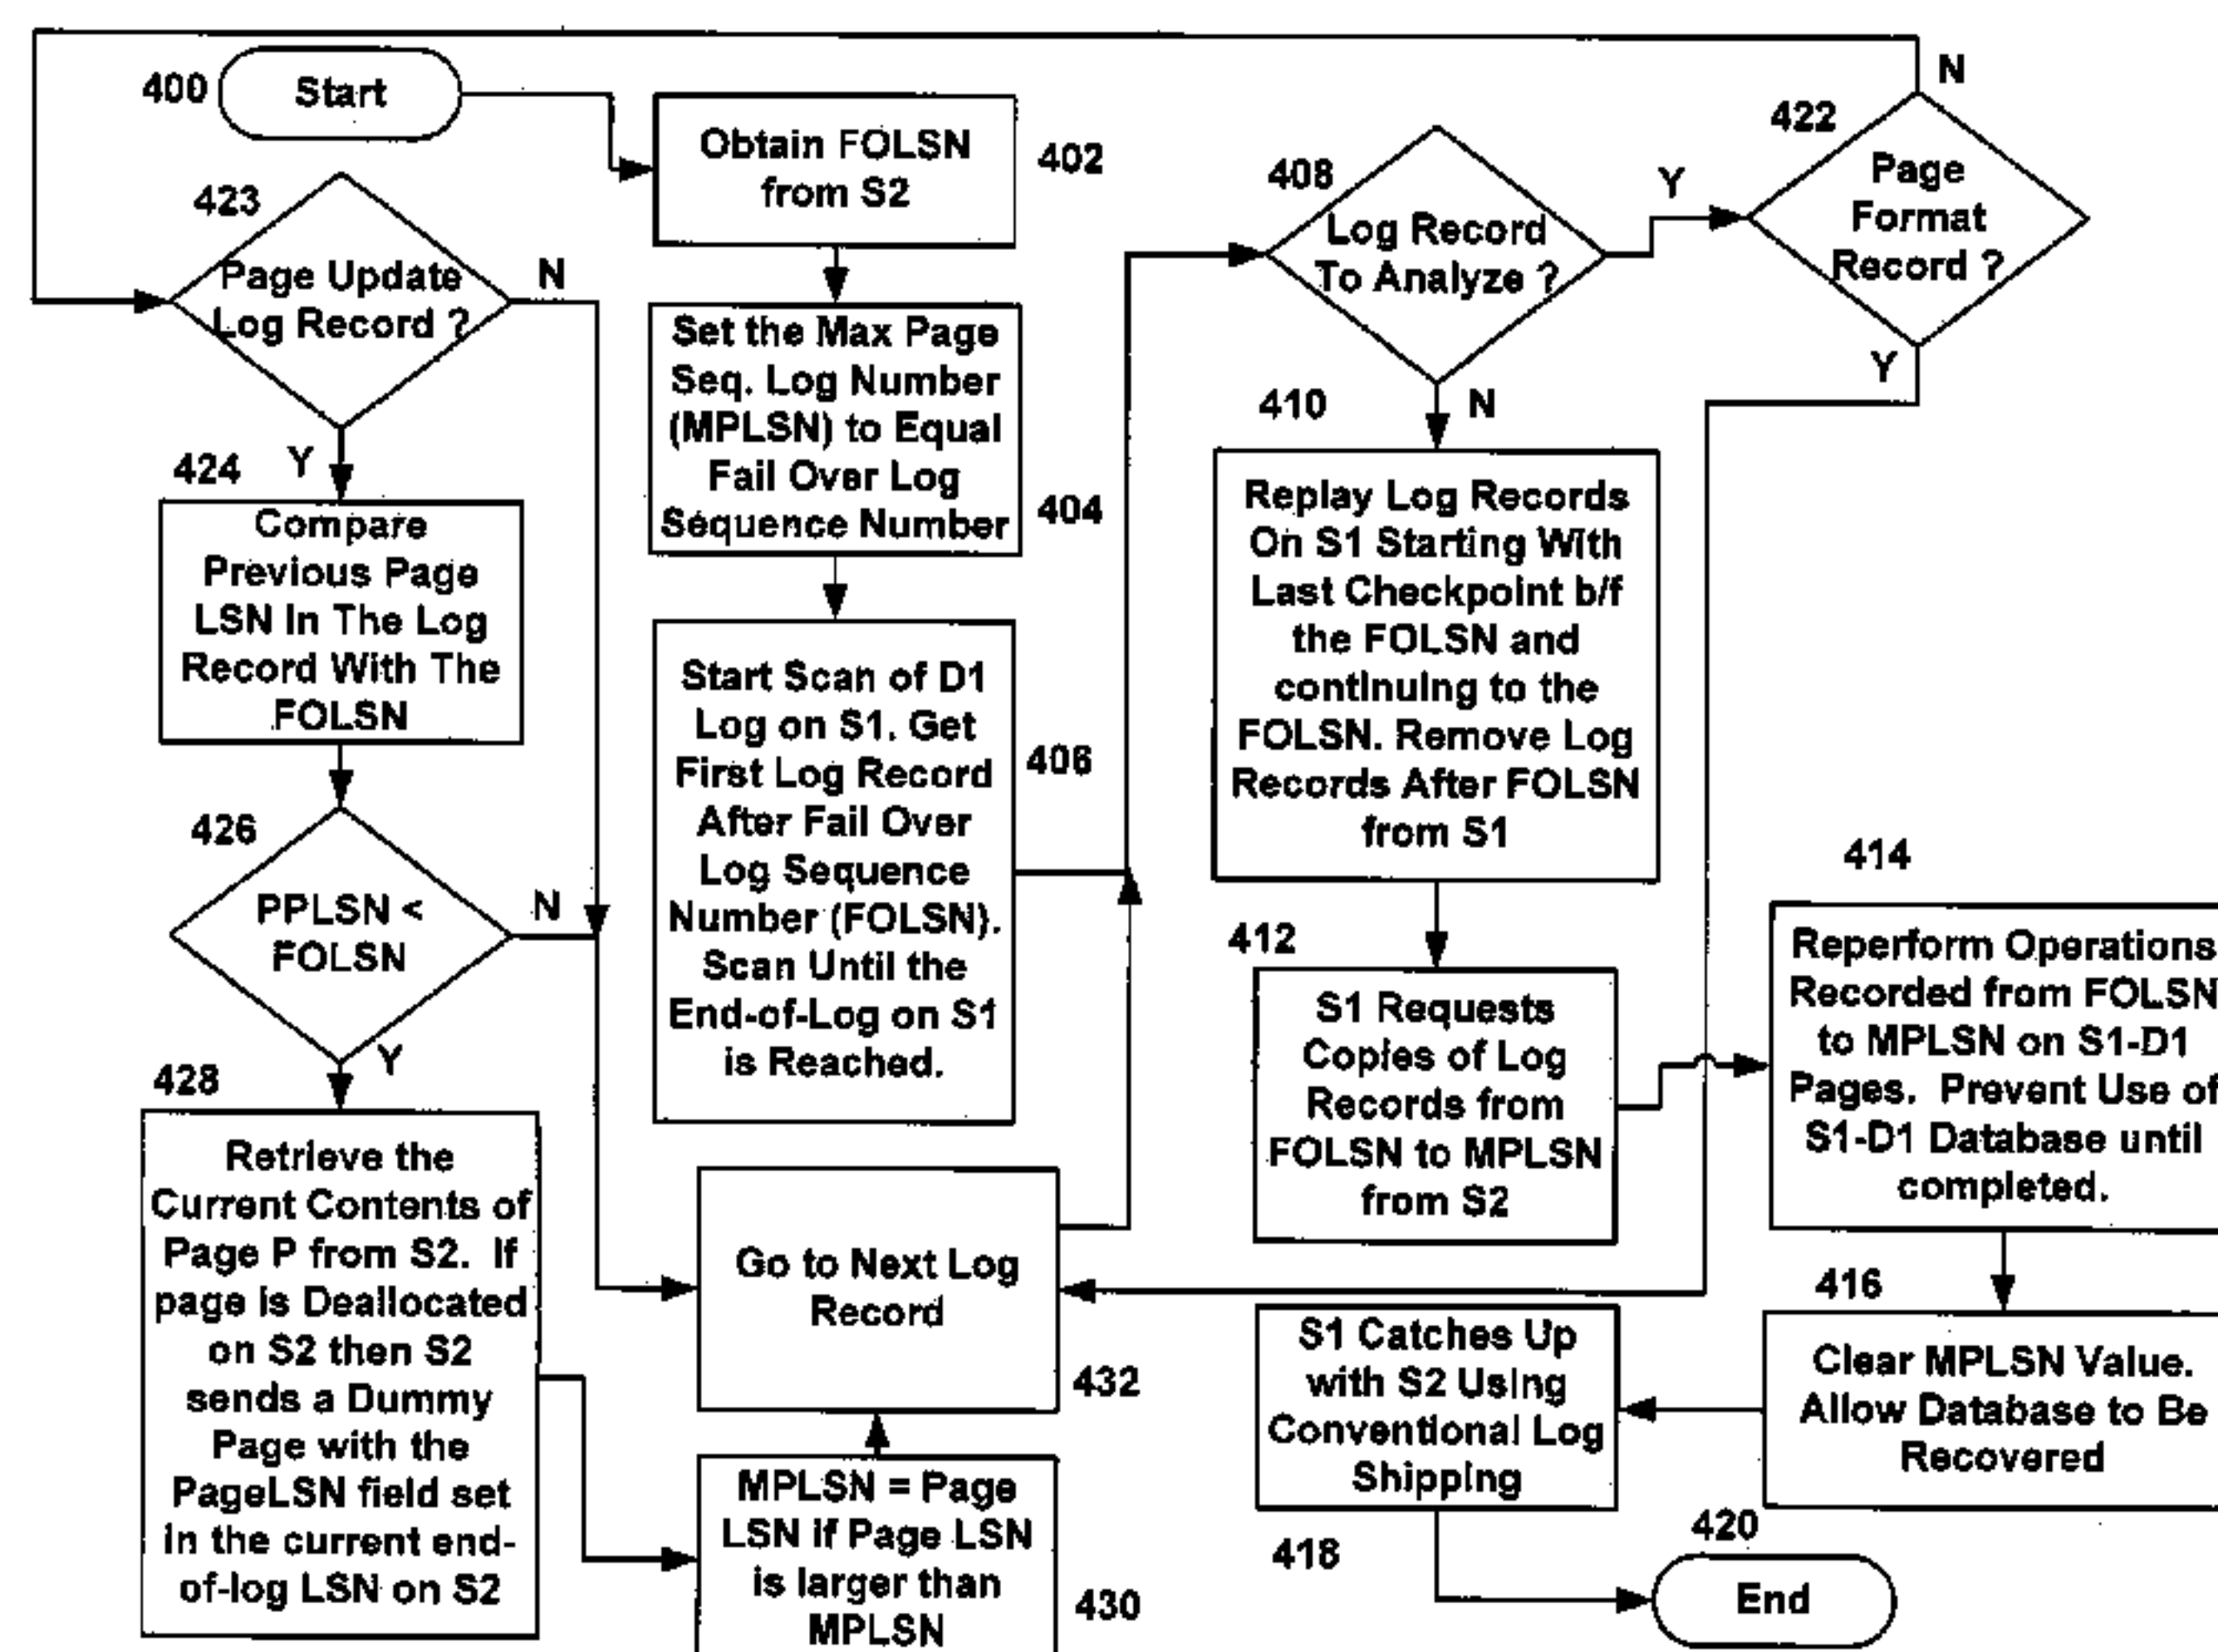 400
Start
Obtain FOLSN
from S2
402
Set the Max Page
Seq. Log Number
(MPLSN) to Equal
Fail Over Log
Sequence Number
404
Start Scan of D1
Log on S1. Get
First Log Record
After Fail Over
Log Sequence
Number (FOLSN).
Scan Until the
End-of-Log on S1
is Reached.
406
408
Log Record
To Analyze ?
Y
N
422
Page
Format
Record ?
N
Y
423
Page Update
Log Record ?
N
Y
424
Compare
Previous Page
LSN In The Log
Record With The
FOLSN
426
PPLSN <
FOLSN
N
Y
428
Retrieve the
Current Contents of
Page P from S2. If
page is Deallocated
on S2 then S2
sends a Dummy
Page with the
PageLSN field set
in the current end-
of-log LSN on S2
MPLSN = Page
LSN if Page LSN
is larger than
MPLSN
430
Go to Next Log
Record
432
410
Replay Log Records
On S1 Starting With
Last Checkpoint b/f
the FOLSN and
continuing to the
FOLSN. Remove Log
Records After FOLSN
from S1
412
S1 Requests
Copies of Log
Records from
FOLSN to MPLSN
from S2
414
Reperform Operations
Recorded from FOLSN
to MPLSN on S1-D1
Pages. Prevent Use of
S1-D1 Database until
completed.
416
Clear MPLSN Value.
Allow Database to Be
Recovered
S1 Catches Up
with S2 Using
Conventional Log
Shipping
418
420
End